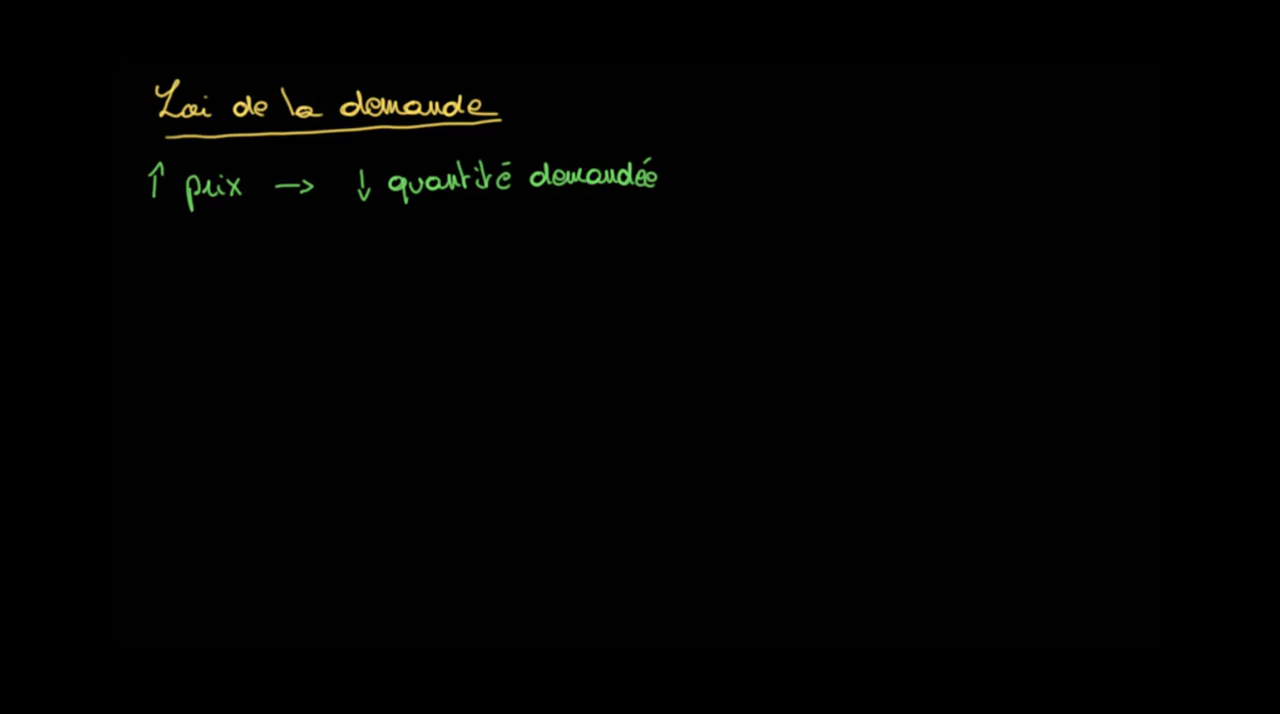 Loi de la demande
↑ prix → ↓ quantité demandée